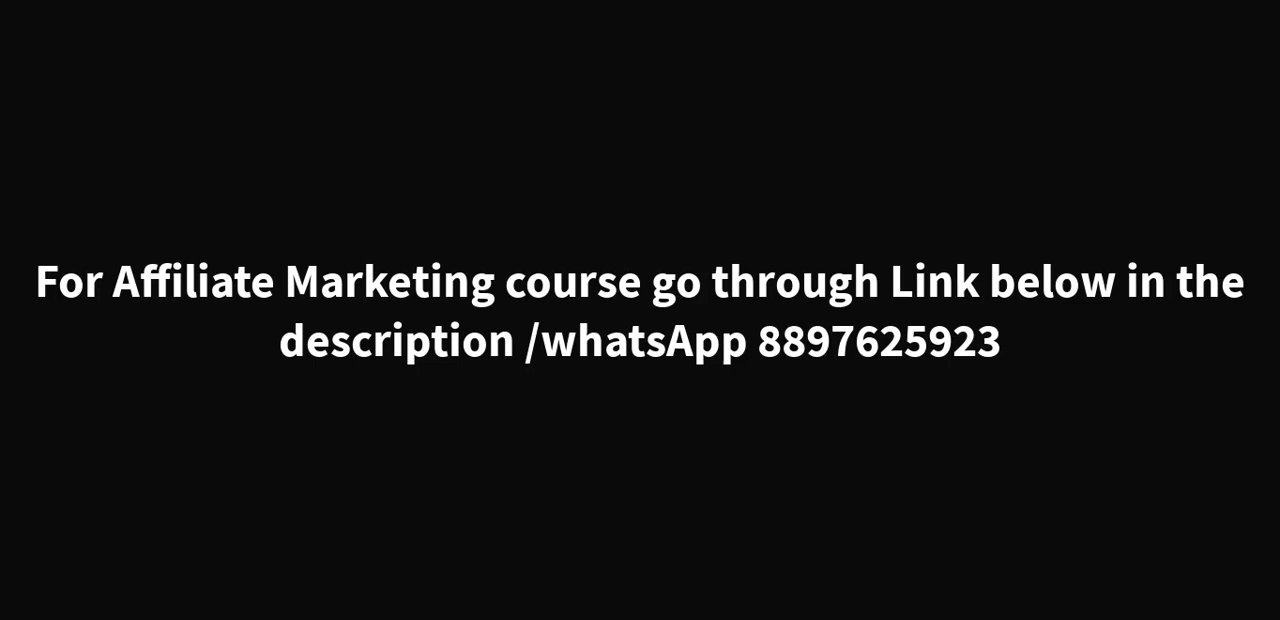 For Affiliate Marketing course go through Link below in the
description /whatsApp 8897625923